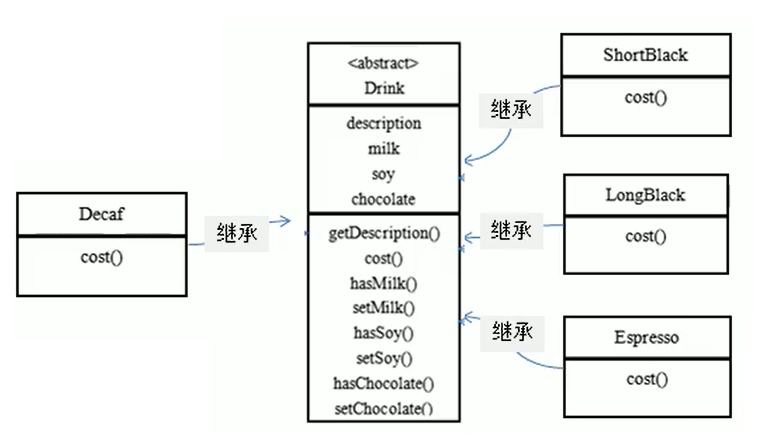 Decaf
cost()
继承
<abstract>
Drink
description
milk
soy
chocolate
getDescription()
cost()
hasMilk()
setMilk()
hasSoy()
setSoy()
hasChocolate()
setChocolate()
继承
ShortBlack
cost()
继承
LongBlack
cost()
继承
Espresso
cost()